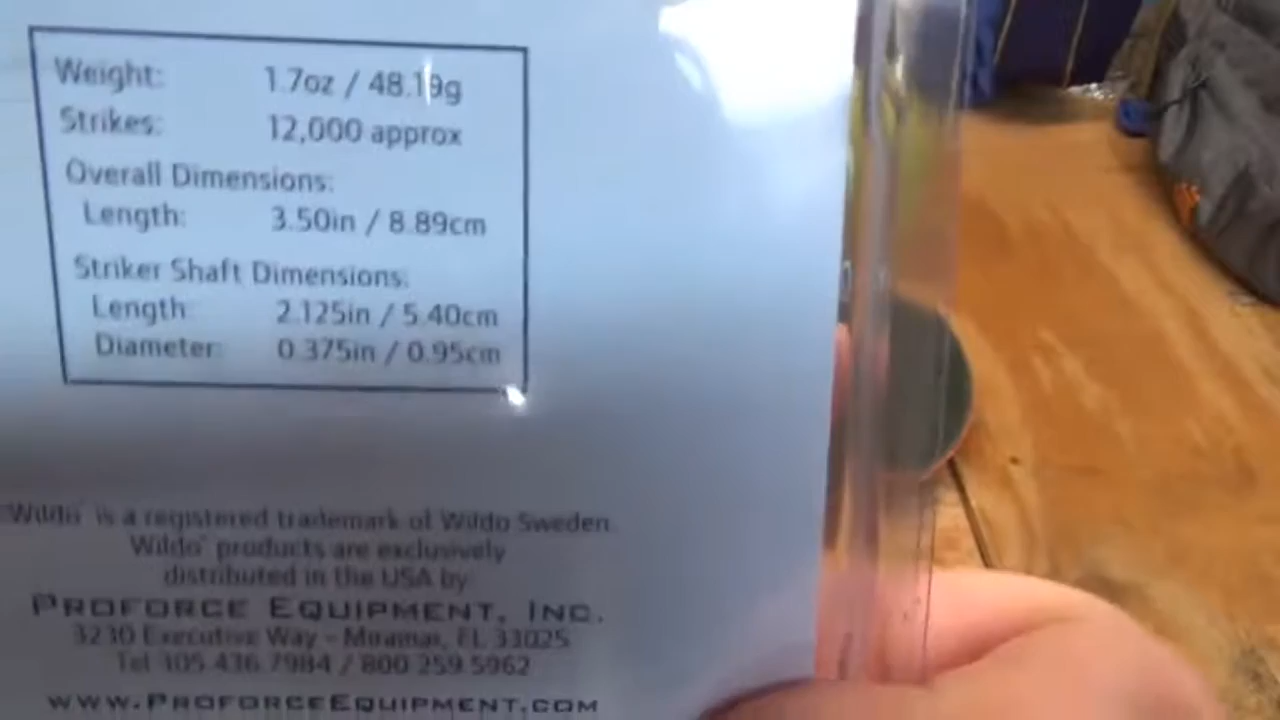 Weight: 1.7oz / 48.19g
Strikes: 12,000 approx
Overall Dimensions:
Length: 3.50in / 8.89cm
Striker Shaft Dimensions:
Length: 2.125in / 5.40cm
Diameter: 0.375in / 0.95cm
Wildo® is a registered trademark of Wildo Sweden.
Wildo® products are exclusively
distributed in the USA by
PROFORCE EQUIPMENT, INC.
3230 Executive Way - Miramar, FL 33025
Tel 305.436.7984 / 800.259.5962
WWW.PROFORCEEQUIPMENT.COM